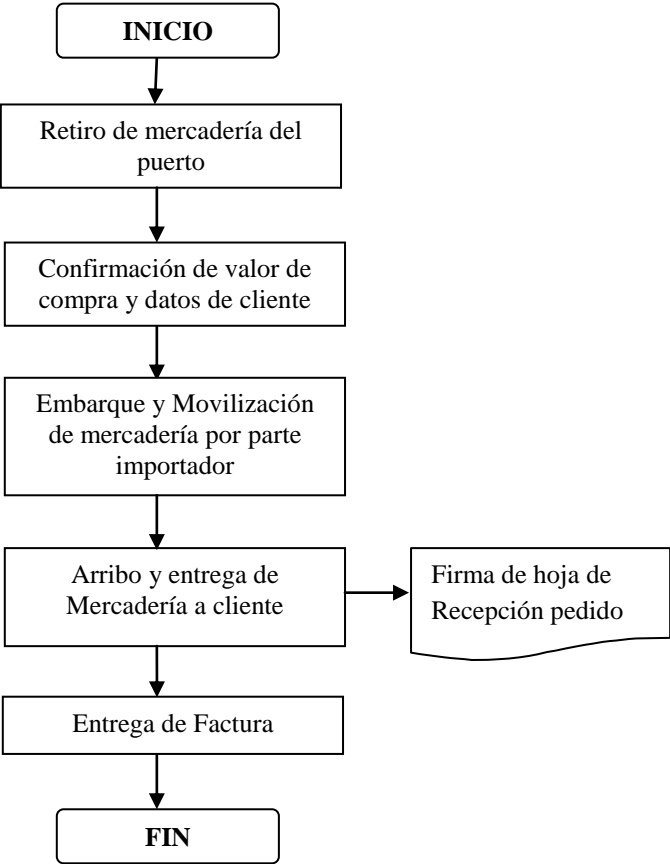 INICIO
Retiro de mercadería del
puerto
Confirmación de valor de
compra y datos de cliente
Embarque y Movilización
de mercadería por parte
importador
Arribo y entrega de
Mercadería a cliente
Firma de hoja de
Recepción pedido
Entrega de Factura
FIN